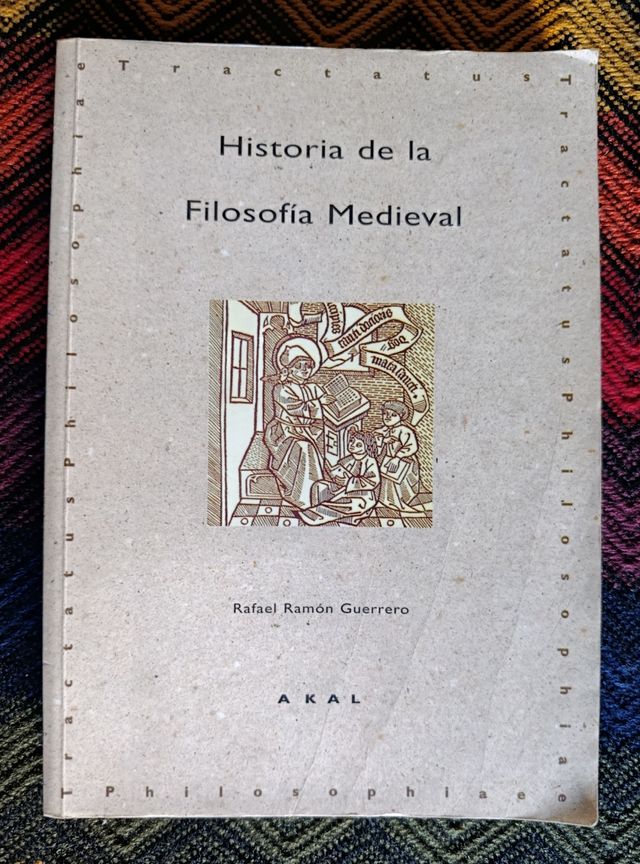 Tractatus
Tractatus philosophiae
Tractatus philosophiae
Philosophiae
Historia de la
Filosofía Medieval
Rafael Ramón Guerrero
AKAL